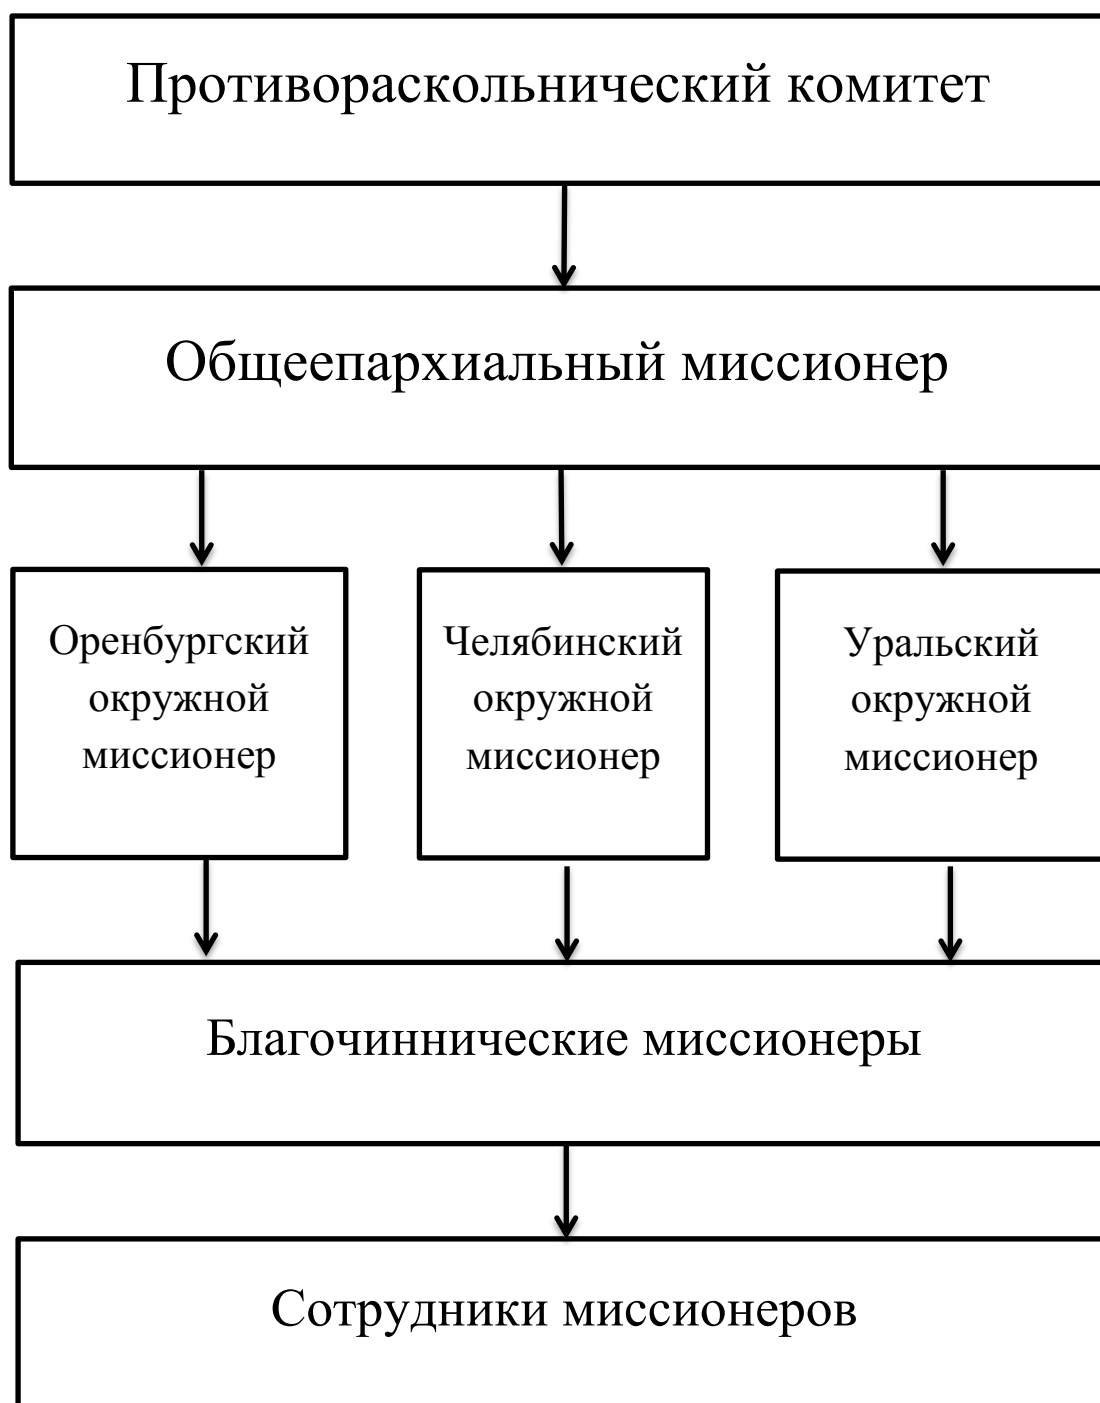 Противораскольнический комитет
Общеепархиальный миссионер
Оренбургский
окружной
миссионер
Челябинский
окружной
миссионер
Уральский
окружной
миссионер
Благочиннические миссионеры
Сотрудники миссионеров